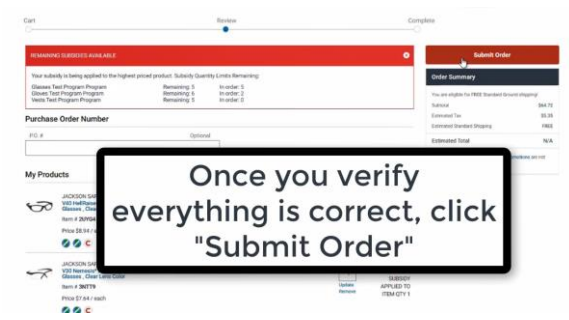 Cart
Review
Complete
REMAINING SUBSIDIES AVAILABLE
Submit Order
Your subsidy is being applied to the highest priced product. Subsidy Quantity Limits Remaining:
Glasses Test Program Program Remaining: 5 In order: 5
Gloves Test Program Program Remaining: 6 In order: 2
Vests Test Program Program Remaining: 5 In order: 1
Order Summary
You are eligible for FREE Standard Ground shipping!
Subtotal $64.72
Estimated Tax $5.35
Estimated Standard Shipping FREE
Estimated Total N/A
Purchase Order Number
P.O. #
Optional
My Products
Once you verify
everything is correct, click
"Submit Order"
JACKSON
Glasses , Clear
Item #
Price $8.94 /
JACKSON
V30 Nemesis
Glasses , Clear Lens Color
Item # 3NTT9
Price $7.64 / each
Update
Remove
SUBSIDY
APPLIED TO
ITEM QTY 1